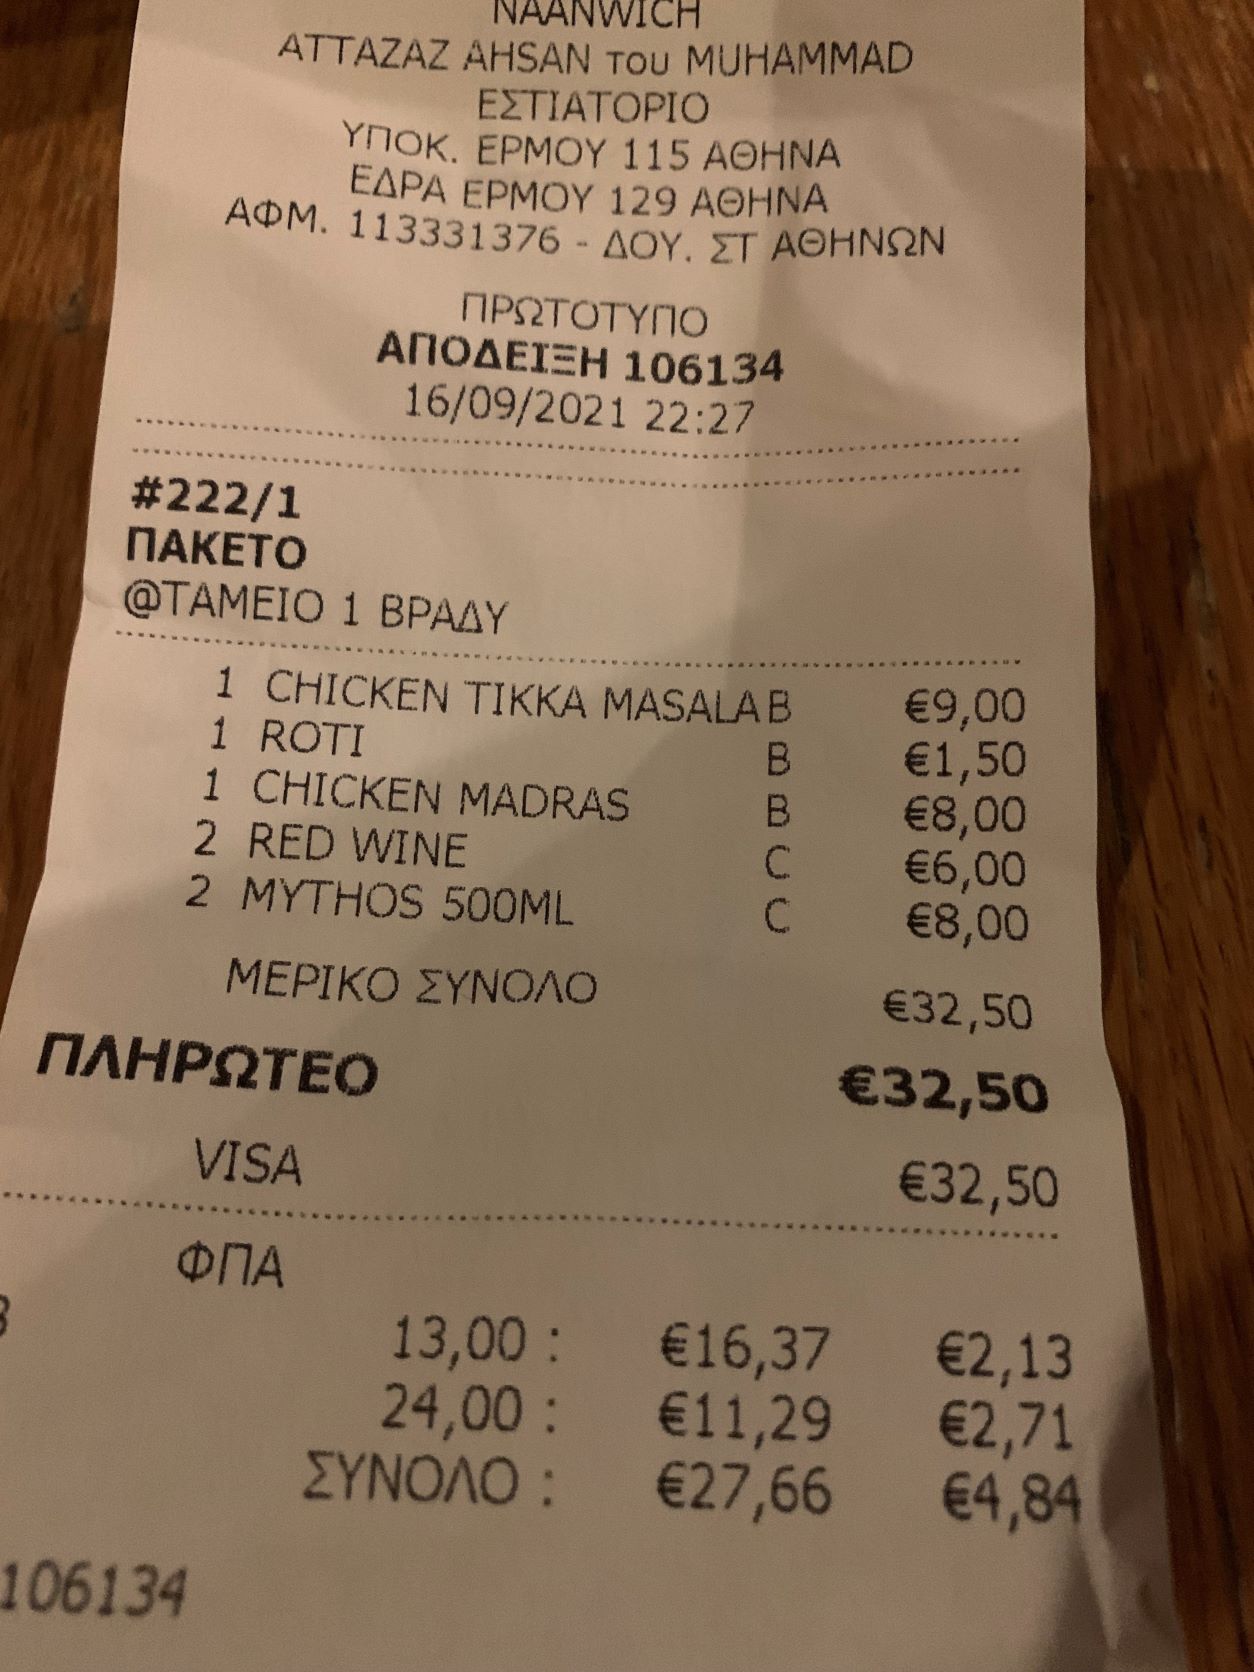 NAANWICH
ATTAZAZ AHSAN του MUHAMMAD
ΕΣΤΙΑΤΟΡΙΟ
ΥΠΟΚ. ΕΡΜΟΥ 115 ΑΘΗΝΑ
ΕΔΡΑ ΕΡΜΟΥ 129 ΑΘΗΝΑ
ΑΦΜ. 113331376 - ΔΟΥ. ΣΤ ΑΘΗΝΩΝ
ΠΡΩΤΟΤΥΠΟ
ΑΠΟΔΕΙΞΗ 106134
16/09/2021 22:27
#222/1
ΠΑΚΕΤΟ
@ΤΑΜΕΙΟ 1 ΒΡΑΔΥ
1 CHICKEN TIKKA MASALA B €9,00
1 ROTI B €1,50
1 CHICKEN MADRAS B €8,00
2 RED WINE C €6,00
2 MYTHOS 500ML C €8,00
ΜΕΡΙΚΟ ΣΥΝΟΛΟ €32,50
ΠΛΗΡΩΤΕΟ €32,50
VISA €32,50
ΦΠΑ
13,00 : €16,37 €2,13
24,00 : €11,29 €2,71
ΣΥΝΟΛΟ : €27,66 €4,84
106134